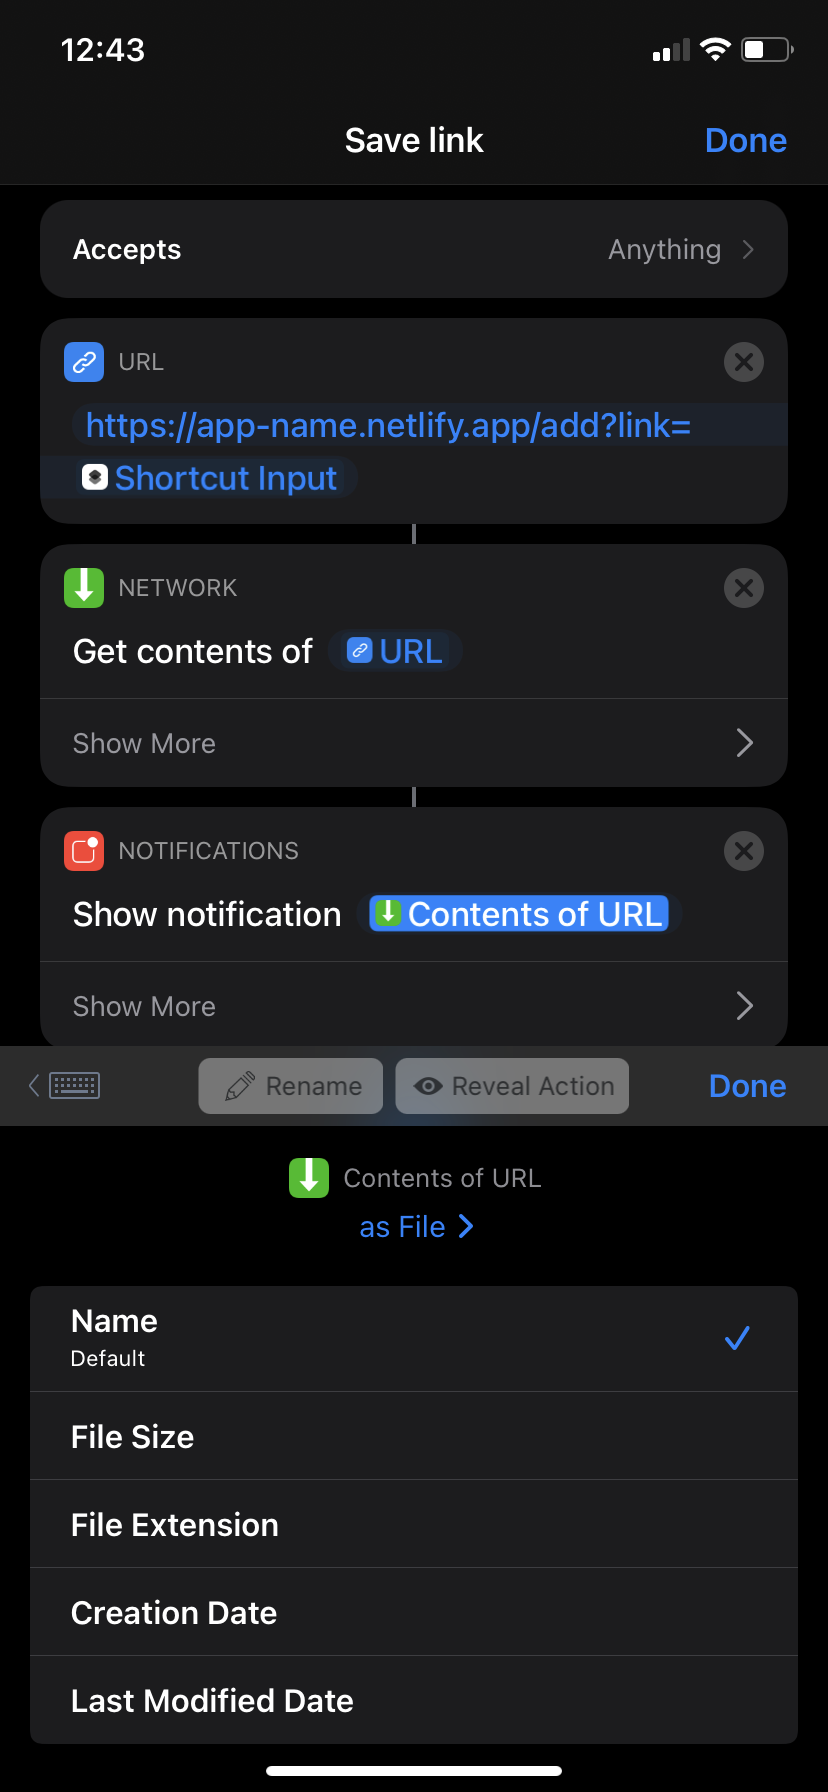 12:43
Save link
Done
Accepts
Anything
URL
https://app-name.netlify.app/add?link=
Shortcut Input
NETWORK
Get contents of URL
Show More
NOTIFICATIONS
Show notification Contents of URL
Show More
Rename
Reveal Action
Done
Contents of URL
as File
Name
Default
File Size
File Extension
Creation Date
Last Modified Date